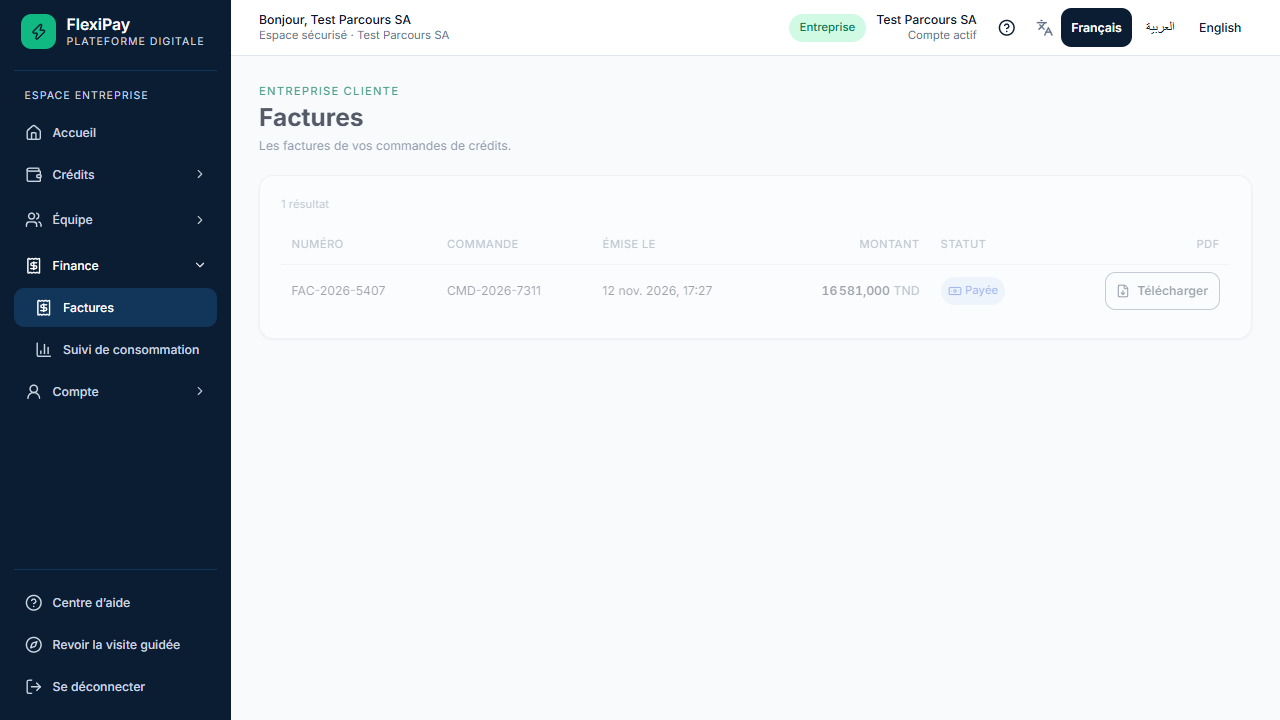 FlexiPay
PLATEFORME DIGITALE
ESPACE ENTREPRISE
Accueil
Crédits
Équipe
Finance
Factures
Suivi de consommation
Compte
Centre d'aide
Revoir la visite guidée
Se déconnecter
Bonjour, Test Parcours SA
Espace sécurisé · Test Parcours SA
Entreprise
Test Parcours SA
Compte actif
Français
العربية
English
ENTREPRISE CLIENTE
Factures
Les factures de vos commandes de crédits.
1 résultat
NUMÉRO COMMANDE ÉMISE LE MONTANT STATUT PDF
FAC-2026-5407 CMD-2026-7311 12 nov. 2026, 17:27 16 581,000 TND Payée Télécharger